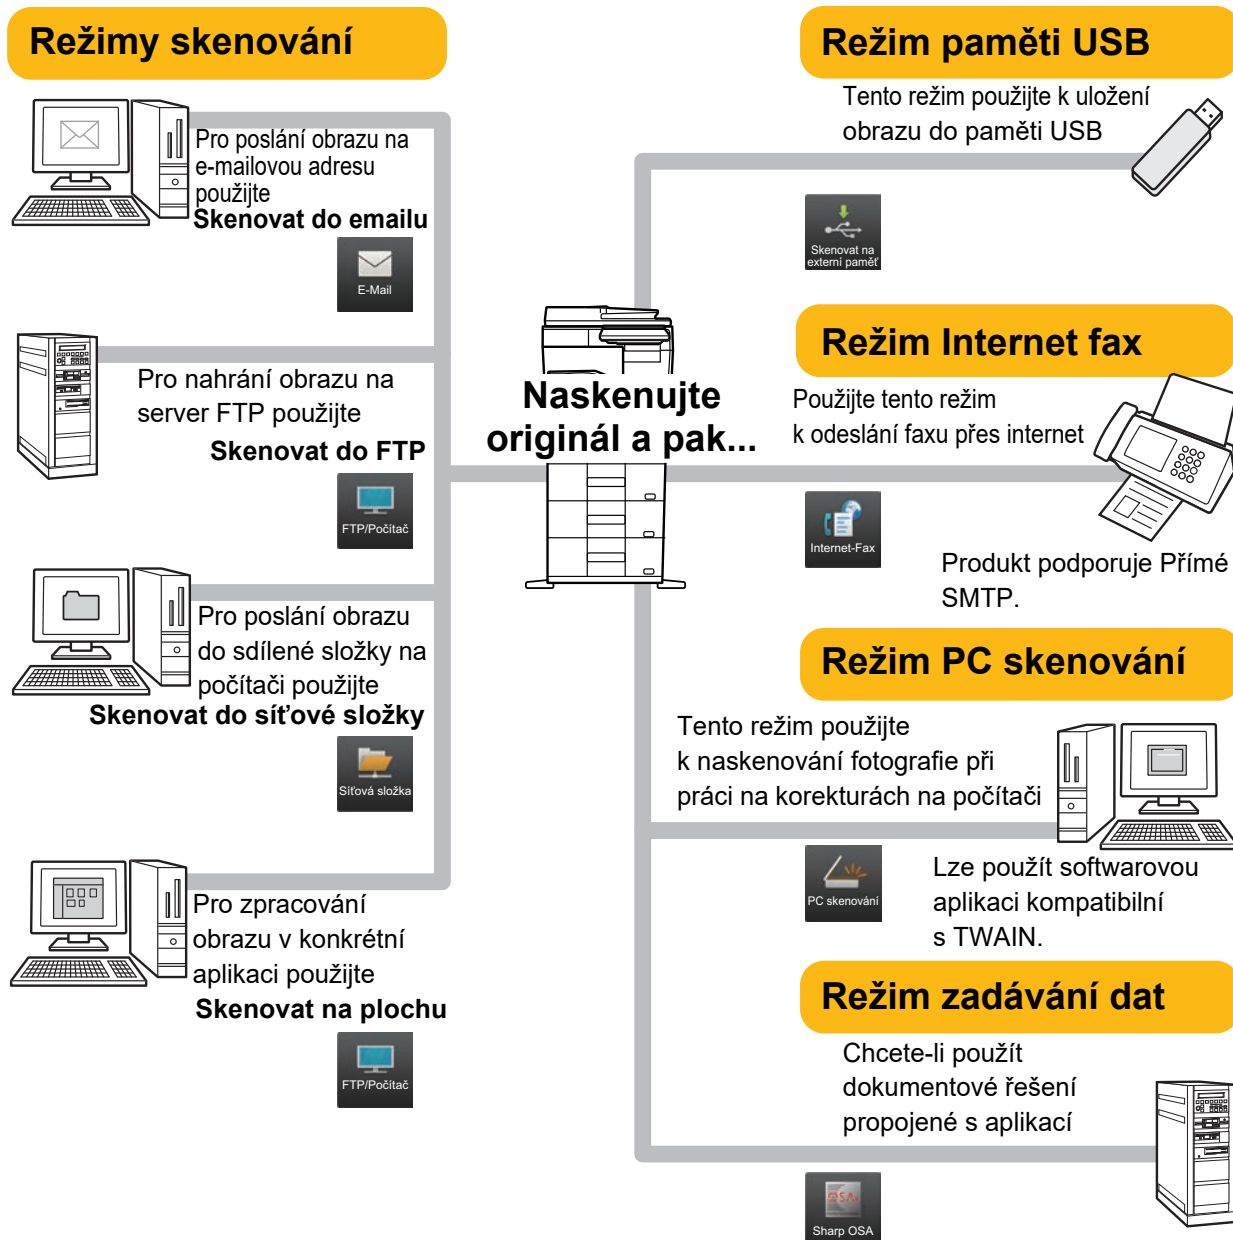 Režimy skenování
Pro poslání obrazu na
e-mailovou adresu
použijte
Skenovat do emailu
E-Mail
Pro nahrání obrazu na
server FTP použijte
Skenovat do FTP
FTP/Počítač
Pro poslání obrazu
do sdílené složky na
počítači použijte
Skenovat do síťové složky
Síťová složka
Pro zpracování
obrazu v konkrétní
aplikaci použijte
Skenovat na plochu
FTP/Počítač
Naskenujte
originál a pak...
Režim paměti USB
Tento režim použijte k uložení
obrazu do paměti USB
Skenovat na
externí paměť
Režim Internet fax
Použijte tento režim
k odeslání faxu přes internet
Internet-Fax
Produkt podporuje Přímé
SMTP.
Režim PC skenování
Tento režim použijte
k naskenování fotografie při
práci na korekturách na počítači
PC skenování
Lze použít softwarovou
aplikaci kompatibilní
s TWAIN.
Režim zadávání dat
Chcete-li použít
dokumentové řešení
propojené s aplikací
OSA
Sharp OSA